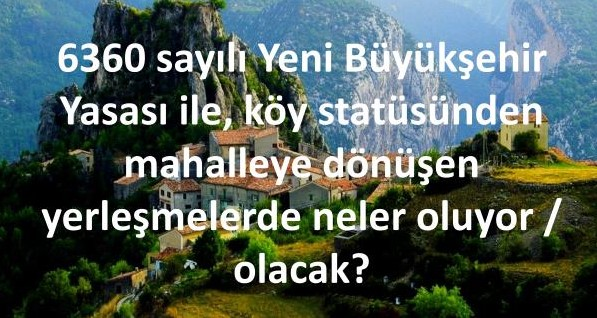 6360 sayılı Yeni Büyükşehir
Yasası ile, köy statüsünden
mahalleye dönüşen
yerleşmelerde neler oluyor /
olacak?